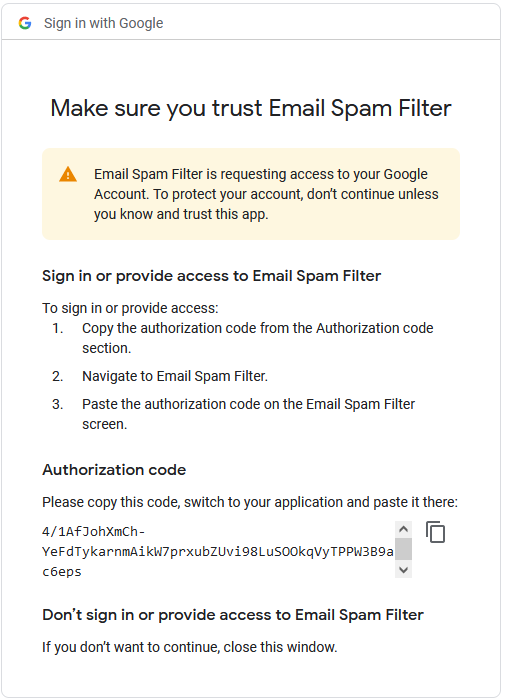 Sign in with Google
Make sure you trust Email Spam Filter
Email Spam Filter is requesting access to your Google
Account. To protect your account, don't continue unless
you know and trust this app.
Sign in or provide access to Email Spam Filter
To sign in or provide access:
1. Copy the authorization code from the Authorization code
section.
2. Navigate to Email Spam Filter.
3. Paste the authorization code on the Email Spam Filter
screen.
Authorization code
Please copy this code, switch to your application and paste it there:
4/1AfJohXmCh-
YeFdTykarnmAikW7prxubZUvi98LuSOOkqVyTPPW3B9a
c6eps
Don't sign in or provide access to Email Spam Filter
If you don't want to continue, close this window.